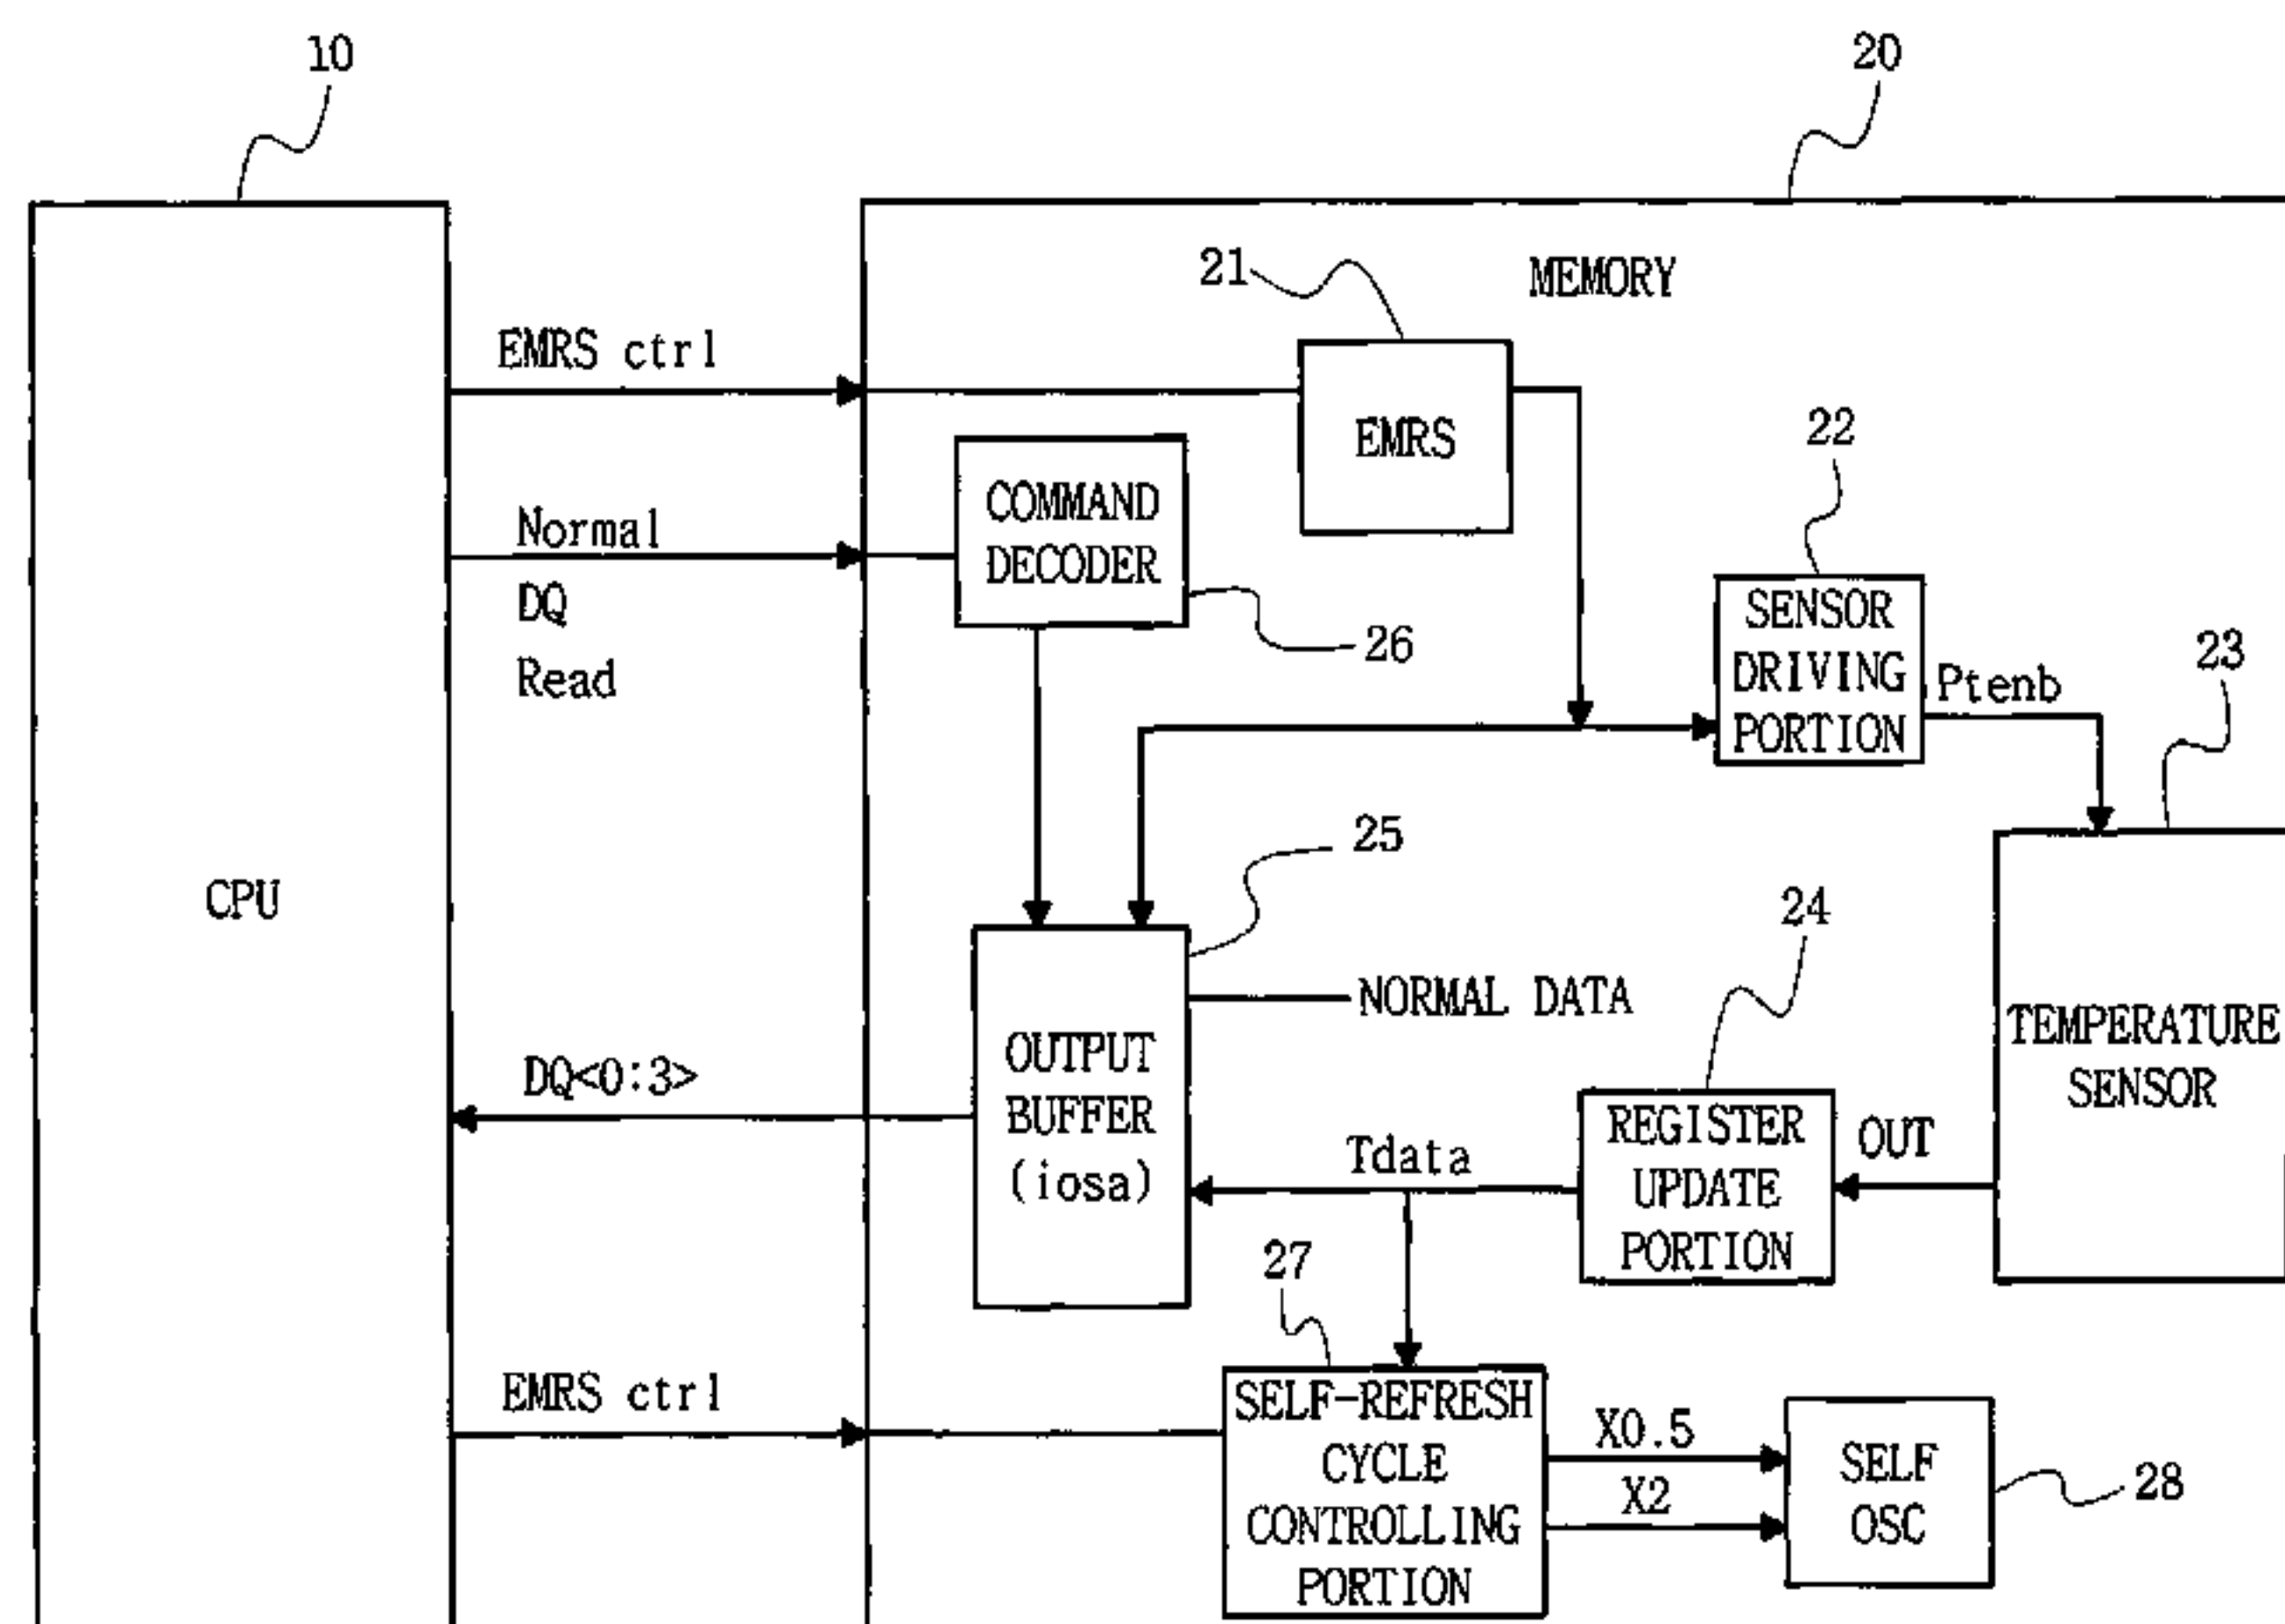 10
20
MEMORY
21
EMRS ctrl
EMRS
COMMAND
DECODER
26
Normal
DQ
Read
22
SENSOR
DRIVING
PORTION
Ptenb
23
CPU
25
24
NORMAL DATA
OUTPUT
BUFFER
(iosa)
DQ<0:3>
TEMPERATURE
SENSOR
REGISTER
UPDATE
PORTION
OUT
Tdata
27
EMRS ctrl
SELF-REFRESH
CYCLE
CONTROLLING
PORTION
X0.5
X2
SELF
OSC
28